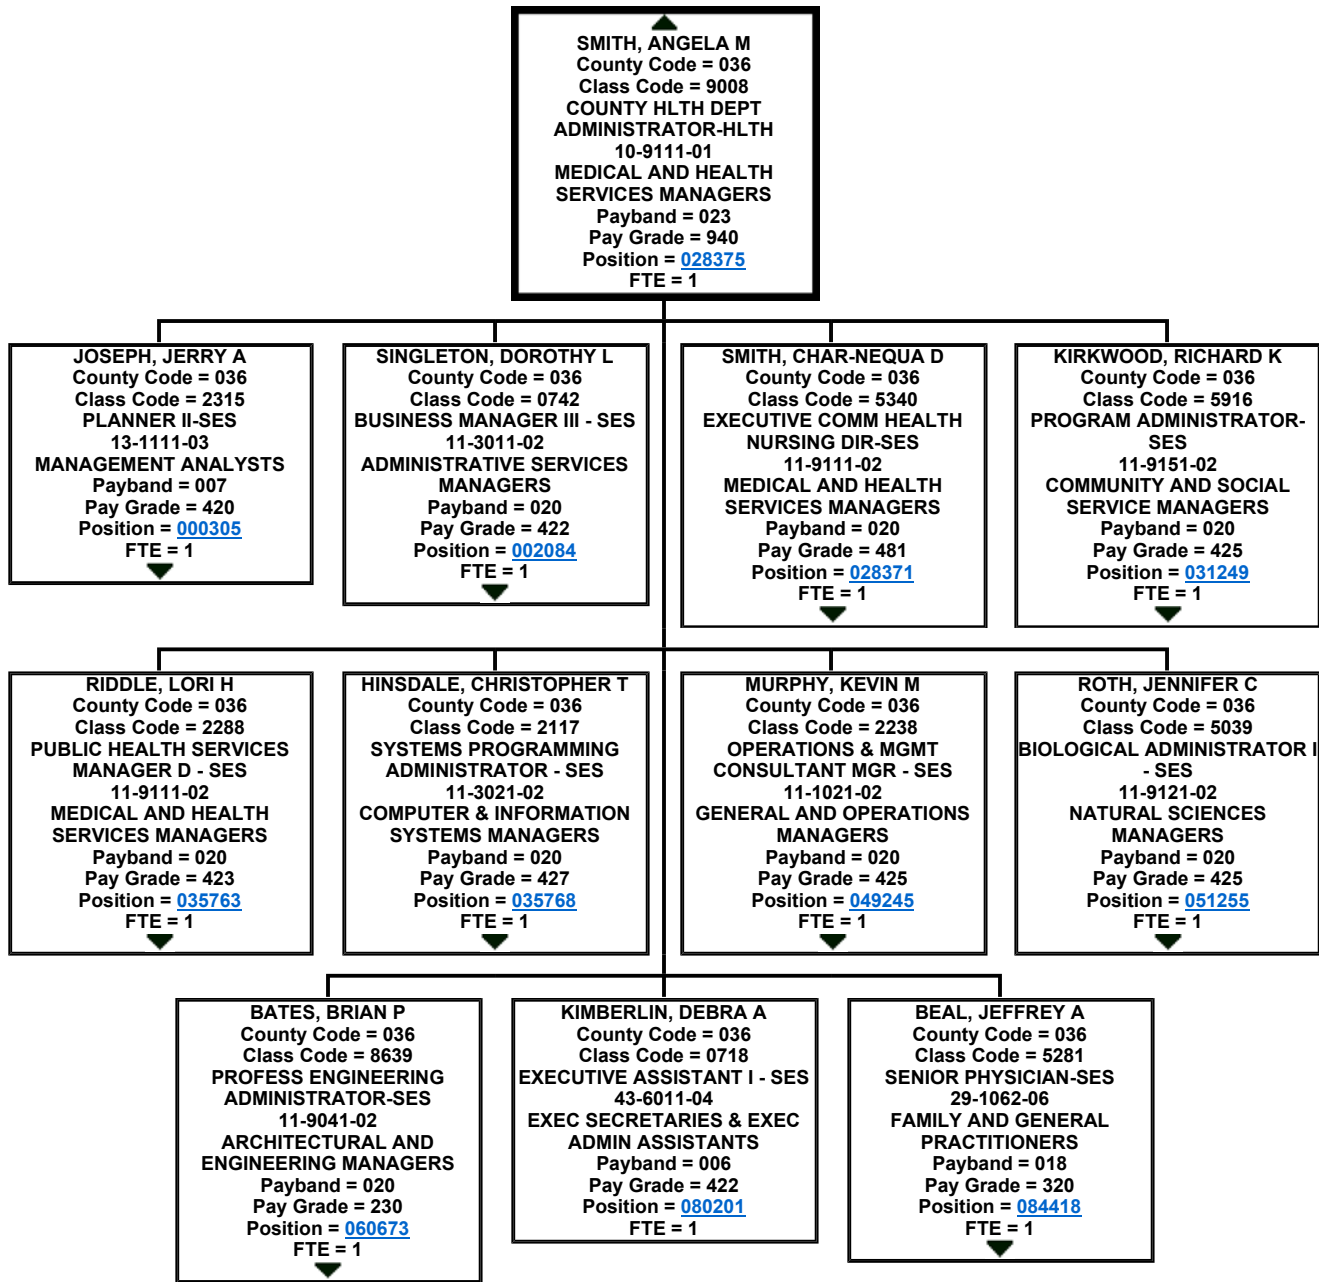 SMITH, ANGELA M
County Code = 036
Class Code = 9008
COUNTY HLTH DEPT
ADMINISTRATOR-HLTH
10-9111-01
MEDICAL AND HEALTH
SERVICES MANAGERS
Payband = 023
Pay Grade = 940
Position = 028375
FTE = 1
JOSEPH, JERRY A
County Code = 036
Class Code = 2315
PLANNER II-SES
13-1111-03
MANAGEMENT ANALYSTS
Payband = 007
Pay Grade = 420
Position = 000305
FTE = 1
SINGLETON, DOROTHY L
County Code = 036
Class Code = 0742
BUSINESS MANAGER III - SES
11-3011-02
ADMINISTRATIVE SERVICES
MANAGERS
Payband = 020
Pay Grade = 422
Position = 002084
FTE = 1
SMITH, CHAR-NEQUA D
County Code = 036
Class Code = 5340
EXECUTIVE COMM HEALTH
NURSING DIR-SES
11-9111-02
MEDICAL AND HEALTH
SERVICES MANAGERS
Payband = 020
Pay Grade = 481
Position = 028371
FTE = 1
KIRKWOOD, RICHARD K
County Code = 036
Class Code = 5916
PROGRAM ADMINISTRATOR-
SES
11-9151-02
COMMUNITY AND SOCIAL
SERVICE MANAGERS
Payband = 020
Pay Grade = 425
Position = 031249
FTE = 1
RIDDLE, LORI H
County Code = 036
Class Code = 2288
PUBLIC HEALTH SERVICES
MANAGER D - SES
11-9111-02
MEDICAL AND HEALTH
SERVICES MANAGERS
Payband = 020
Pay Grade = 423
Position = 035763
FTE = 1
HINSDALE, CHRISTOPHER T
County Code = 036
Class Code = 2117
SYSTEMS PROGRAMMING
ADMINISTRATOR - SES
11-3021-02
COMPUTER & INFORMATION
SYSTEMS MANAGERS
Payband = 020
Pay Grade = 427
Position = 035768
FTE = 1
MURPHY, KEVIN M
County Code = 036
Class Code = 2238
OPERATIONS & MGMT
CONSULTANT MGR - SES
11-1021-02
GENERAL AND OPERATIONS
MANAGERS
Payband = 020
Pay Grade = 425
Position = 049245
FTE = 1
ROTH, JENNIFER C
County Code = 036
Class Code = 5039
BIOLOGICAL ADMINISTRATOR I
- SES
11-9121-02
NATURAL SCIENCES
MANAGERS
Payband = 020
Pay Grade = 425
Position = 051255
FTE = 1
BATES, BRIAN P
County Code = 036
Class Code = 8639
PROFESS ENGINEERING
ADMINISTRATOR-SES
11-9041-02
ARCHITECTURAL AND
ENGINEERING MANAGERS
Payband = 020
Pay Grade = 230
Position = 060673
FTE = 1
KIMBERLIN, DEBRA A
County Code = 036
Class Code = 0718
EXECUTIVE ASSISTANT I - SES
43-6011-04
EXEC SECRETARIES & EXEC
ADMIN ASSISTANTS
Payband = 006
Pay Grade = 422
Position = 080201
FTE = 1
BEAL, JEFFREY A
County Code = 036
Class Code = 5281
SENIOR PHYSICIAN-SES
29-1062-06
FAMILY AND GENERAL
PRACTITIONERS
Payband = 018
Pay Grade = 320
Position = 084418
FTE = 1